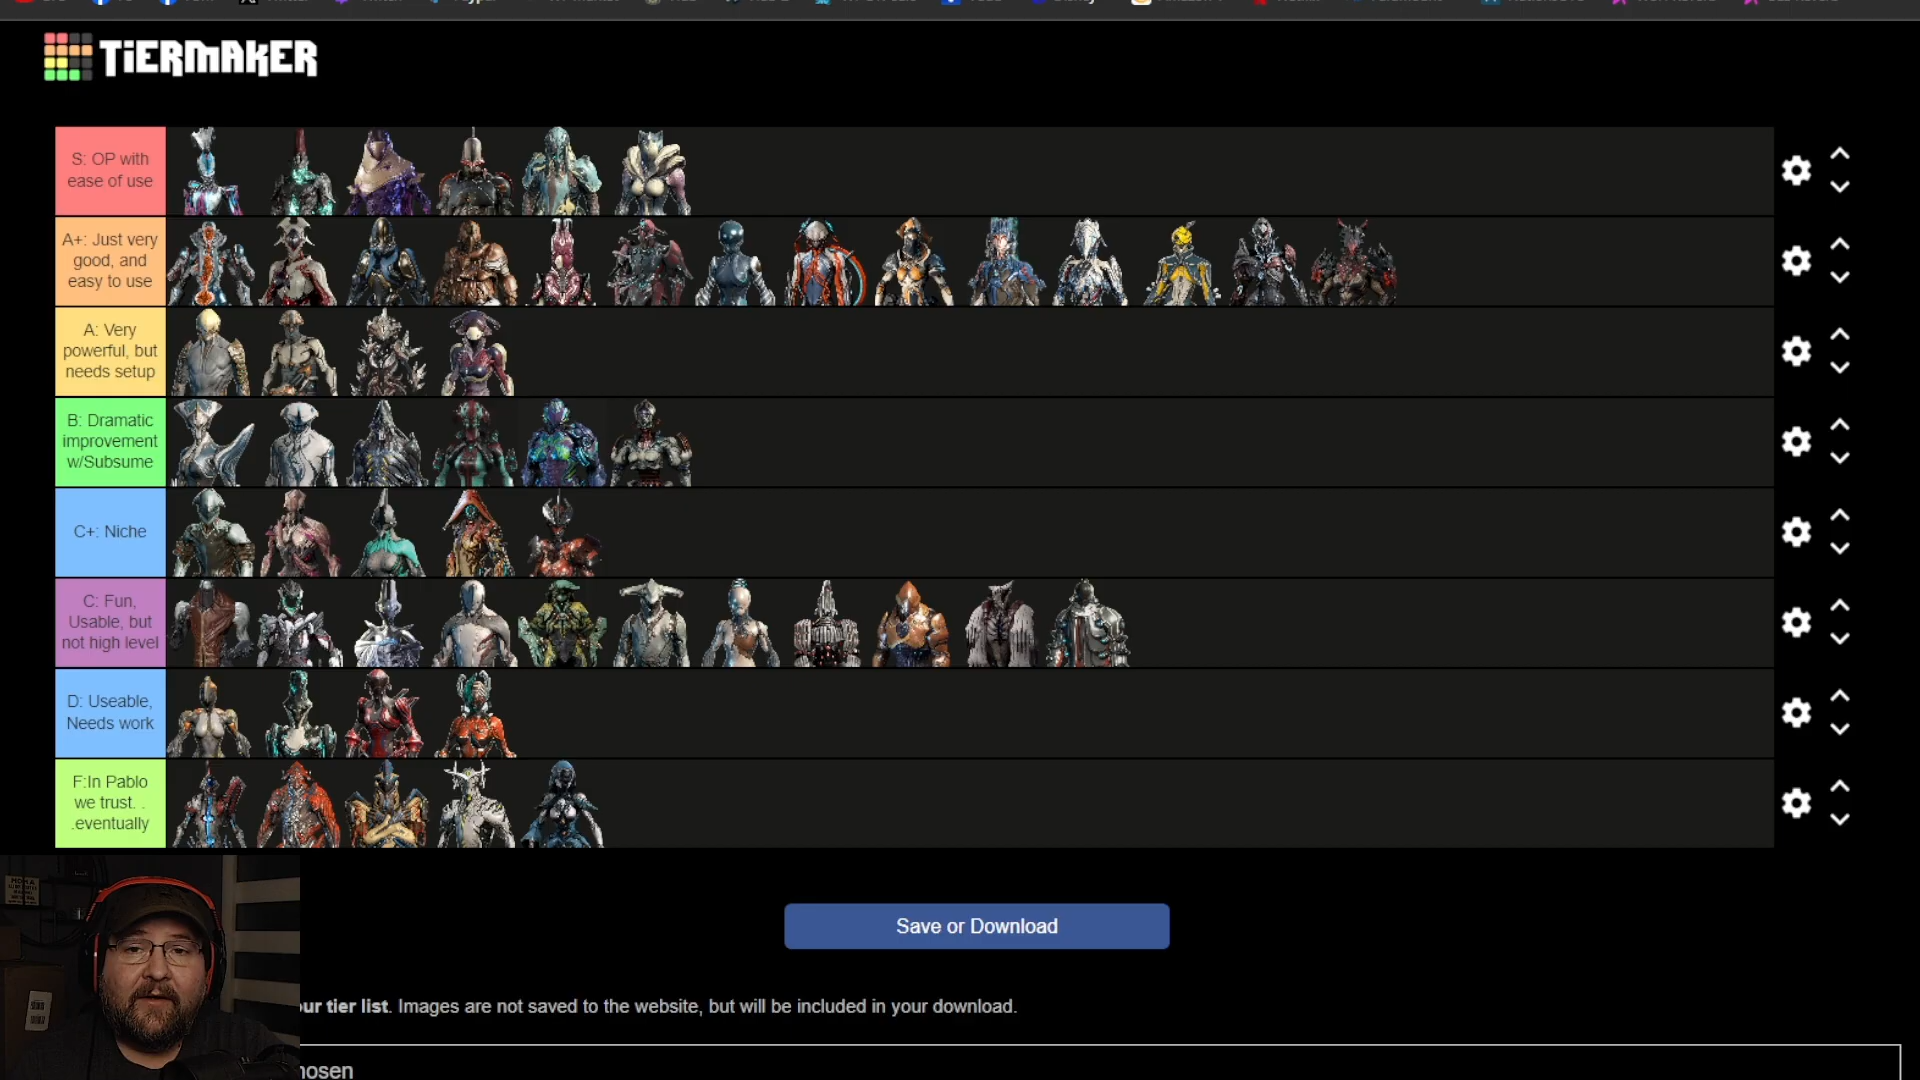 TiERMAKER
S: OP with
ease of use
A+: Just very
good, and
easy to use
A: Very
powerful, but
needs setup
B: Dramatic
improvement
w/Subsume
C+: Niche
C: Fun,
Usable, but
not high level
D: Useable,
Needs work
F:In Pablo
we trust. .
.eventually
Save or Download
our tier list. Images are not saved to the website, but will be included in your download.
hosen